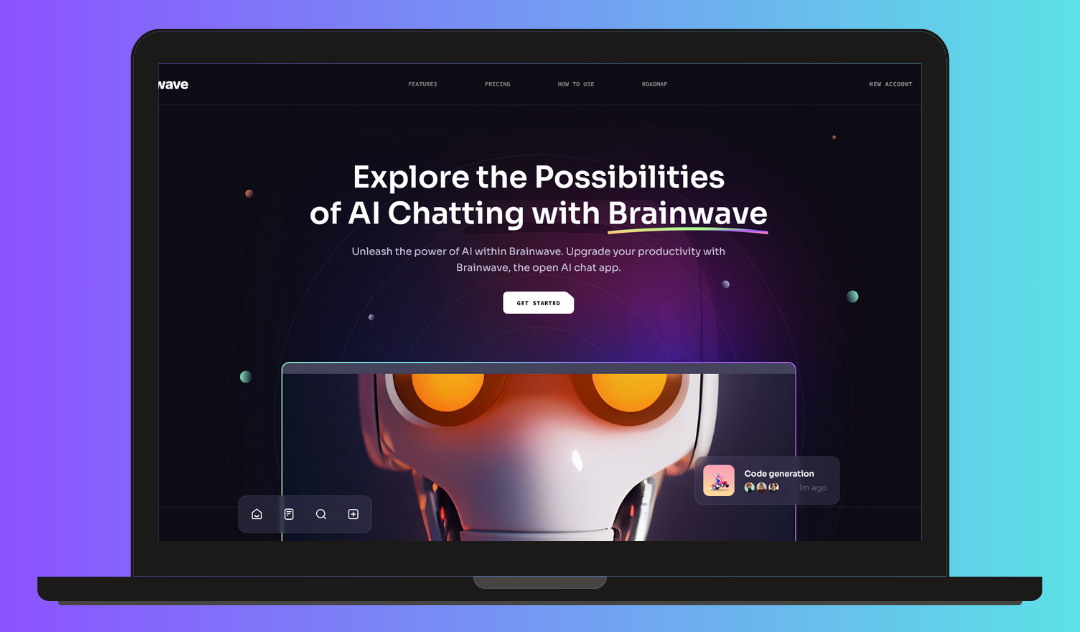 wave
FEATURES
PRICING
HOW TO USE
ROADMAP
NEW ACCOUNT
Explore the Possibilities
of AI Chatting with Brainwave
Unleash the power of AI within Brainwave. Upgrade your productivity with
Brainwave, the open AI chat app.
GET STARTED
Code generation
1m ago